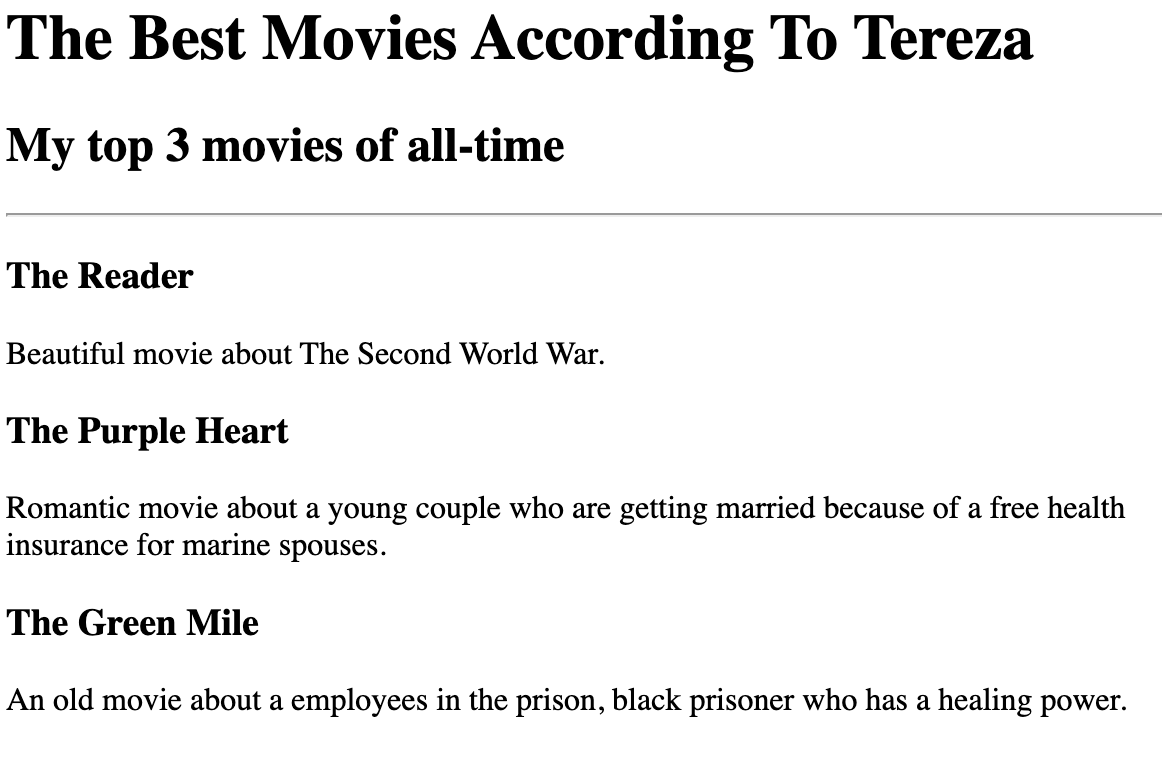 The Best Movies According To Tereza
My top 3 movies of all-time
The Reader
Beautiful movie about The Second World War.
The Purple Heart
Romantic movie about a young couple who are getting married because of a free health
insurance for marine spouses.
The Green Mile
An old movie about a employees in the prison, black prisoner who has a healing power.